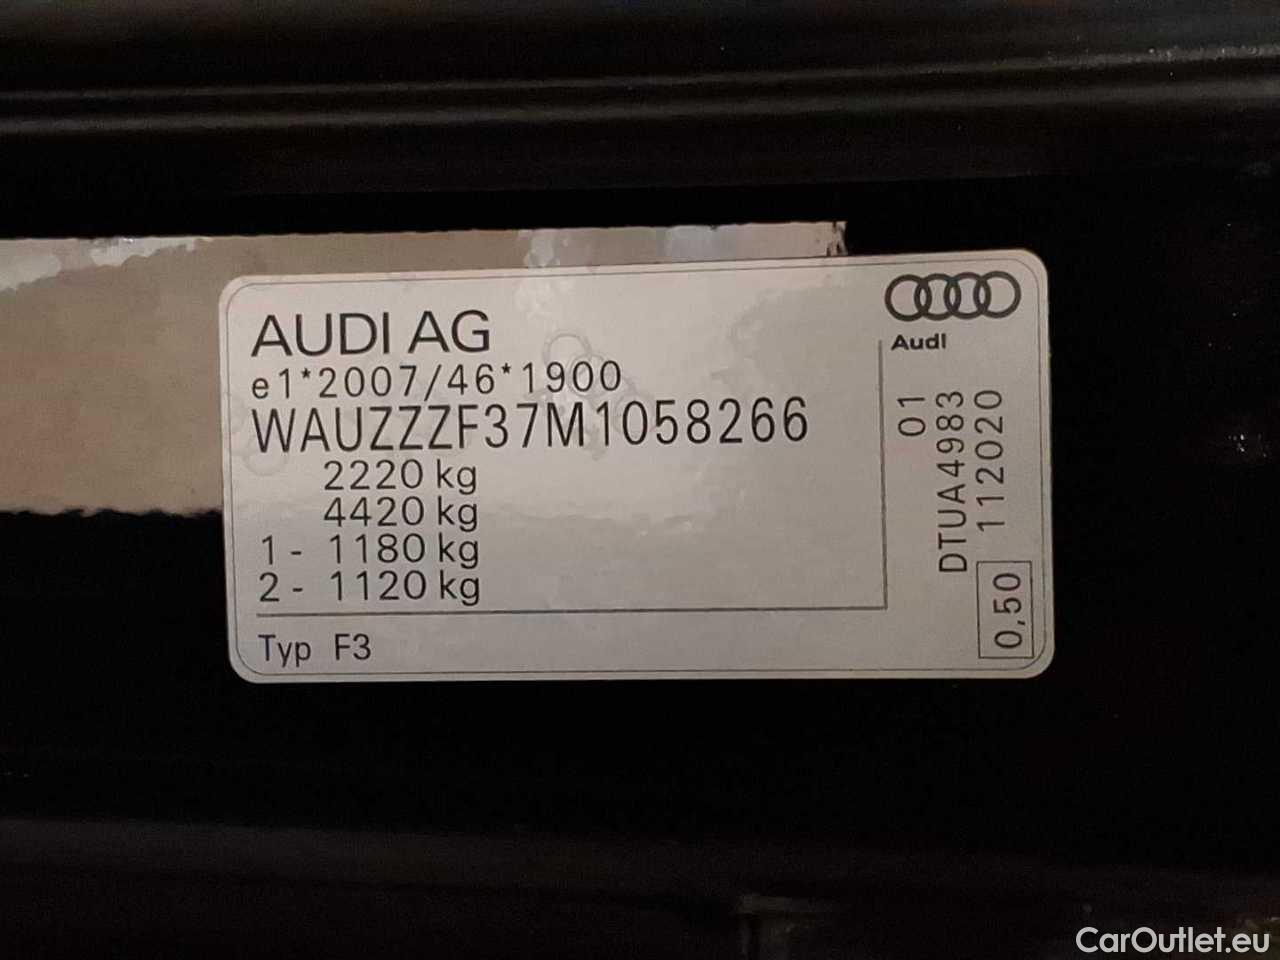 AUDI AG
e1*2007/46*1900
WAUZZZF37M1058266
2220 kg
4420 kg
1 - 1180 kg
2 - 1120 kg
Typ F3
Audi
01
DTUA4983
112020
0,50
CarOutlet.eu